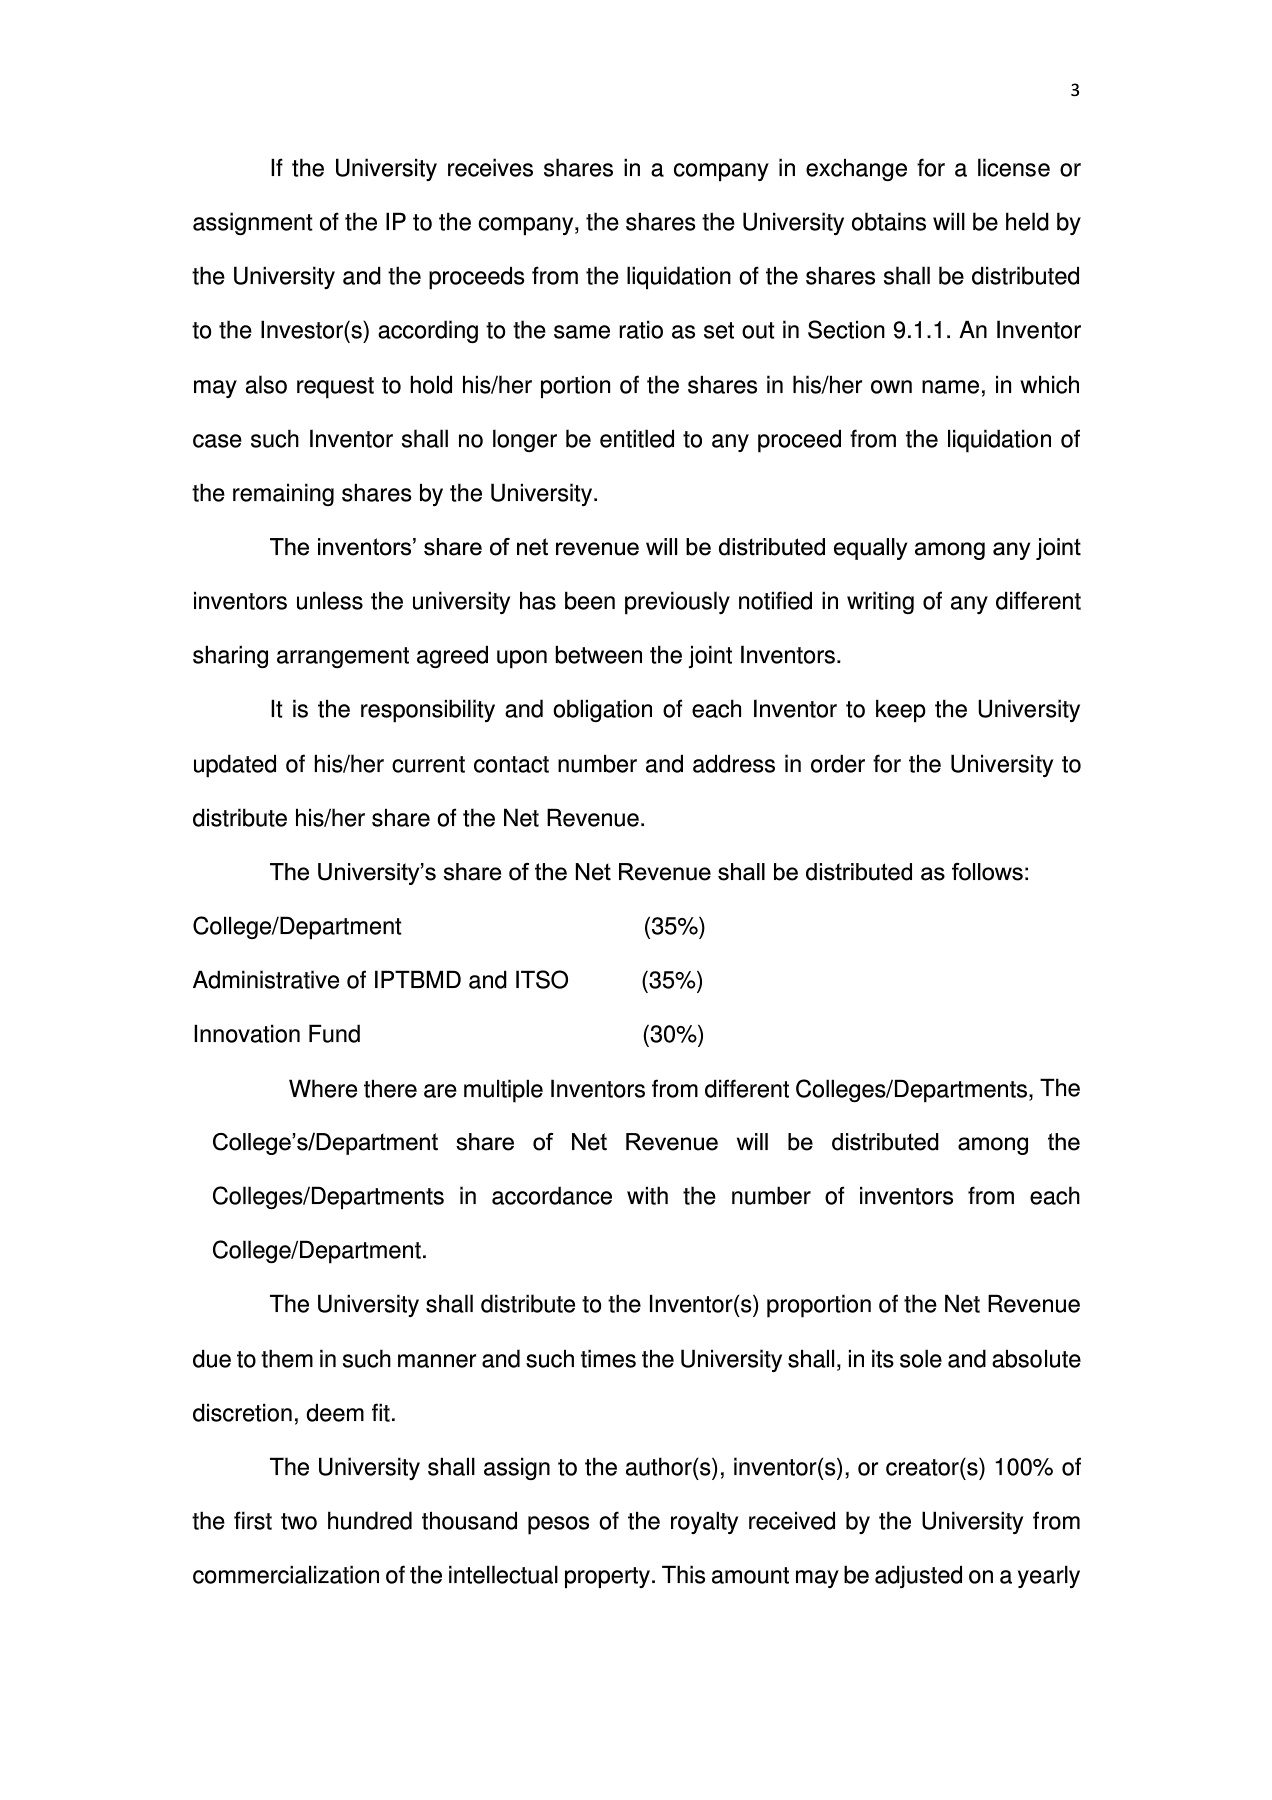 3
If the University receives shares in a company in exchange for a license or
assignment of the IP to the company, the shares the University obtains will be held by
the University and the proceeds from the liquidation of the shares shall be distributed
to the Investor(s) according to the same ratio as set out in Section 9.1.1. An Inventor
may also request to hold his/her portion of the shares in his/her own name, in which
case such Inventor shall no longer be entitled to any proceed from the liquidation of
the remaining shares by the University.
The inventors’ share of net revenue will be distributed equally among any joint
inventors unless the university has been previously notified in writing of any different
sharing arrangement agreed upon between the joint Inventors.
It is the responsibility and obligation of each Inventor to keep the University
updated of his/her current contact number and address in order for the University to
distribute his/her share of the Net Revenue.
The University’s share of the Net Revenue shall be distributed as follows:
College/Department (35%)
Administrative of IPTBMD and ITSO (35%)
Innovation Fund (30%)
Where there are multiple Inventors from different Colleges/Departments, The
College’s/Department share of Net Revenue will be distributed among the
Colleges/Departments in accordance with the number of inventors from each
College/Department.
The University shall distribute to the Inventor(s) proportion of the Net Revenue
due to them in such manner and such times the University shall, in its sole and absolute
discretion, deem fit.
The University shall assign to the author(s), inventor(s), or creator(s) 100% of
the first two hundred thousand pesos of the royalty received by the University from
commercialization of the intellectual property. This amount may be adjusted on a yearly